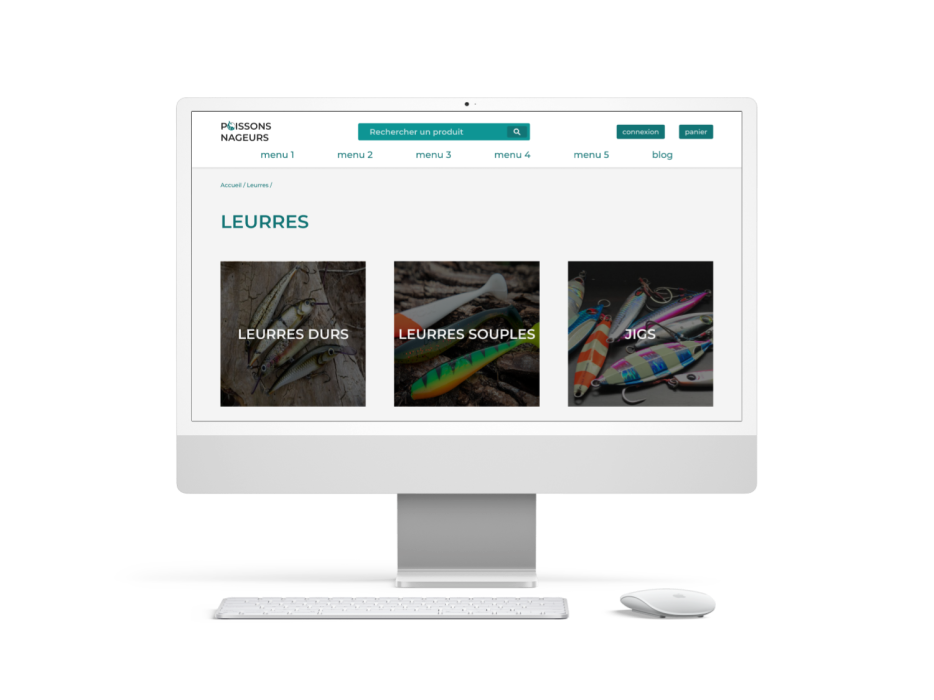 POISSONS
NAGEURS
Rechercher un produit
connexion
panier
menu 1
menu 2
menu 3
menu 4
menu 5
blog
Accueil / Leurres /
LEURRES
LEURRES DURS
LEURRES SOUPLES
JIGS